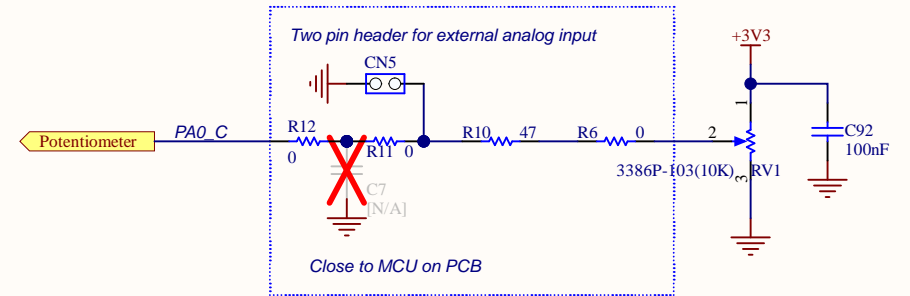 Two pin header for external analog input
+3V3
CN5
1
Potentiometer
PA0_C
R12
0
R11
0
R10
47
R6
0
2
C92
100nF
3386P-103(10K)
3
RV1
C7
[N/A]
Close to MCU on PCB